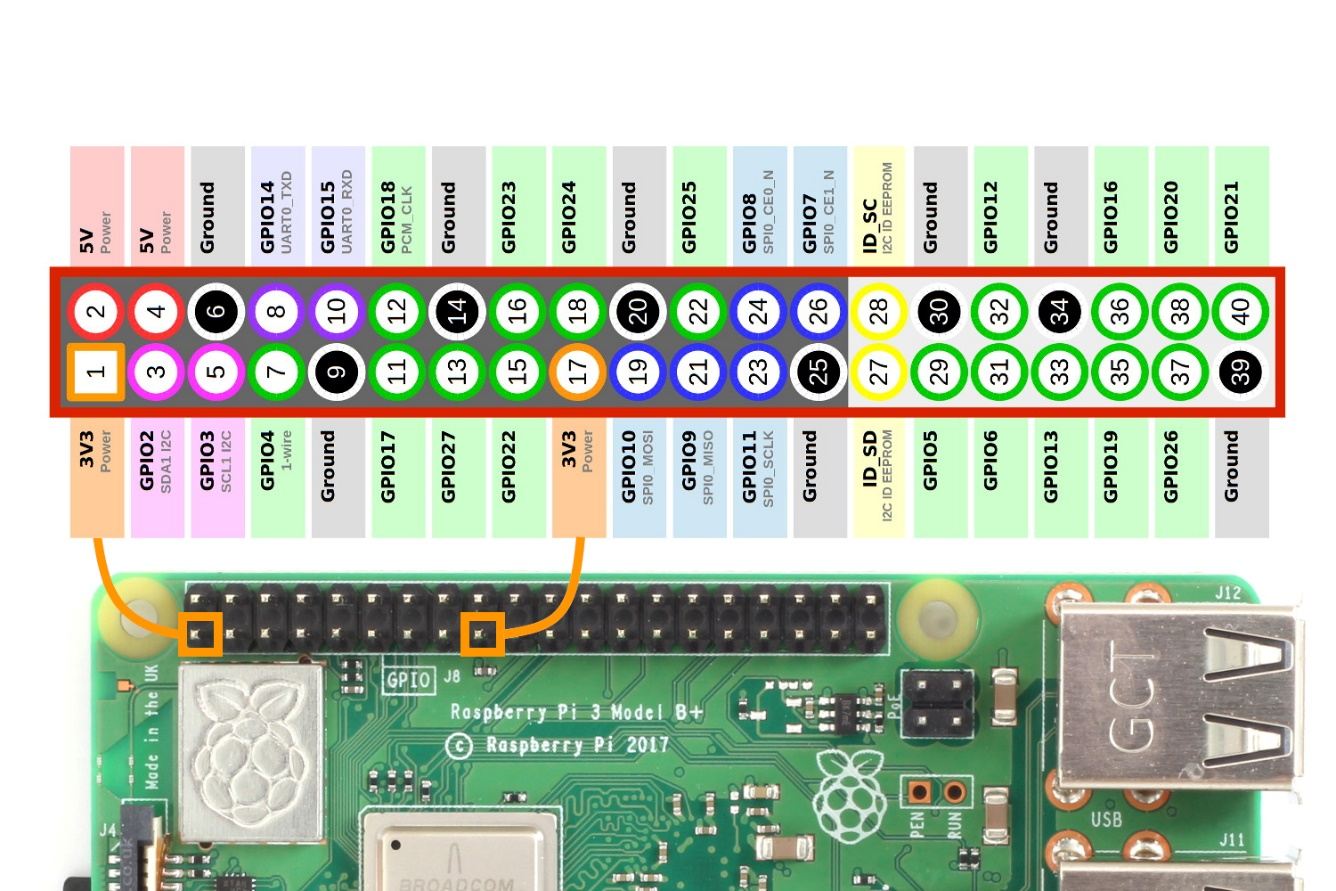 5V
Power
5V
Power
Ground
GPIO14
UART0_TXD
GPIO15
UART0_RXD
GPIO18
PCM_CLK
Ground
GPIO23
GPIO24
Ground
GPIO25
GPIO8
SPI0_CE0_N
GPIO7
SPI0_CE1_N
ID_SC
I2C ID EEPROM
Ground
GPIO12
Ground
GPIO16
GPIO20
GPIO21
2 4 6 8 10 12 14 16 18 20 22 24 26 28 30 32 34 36 38 40
1 3 5 7 9 11 13 15 17 19 21 23 25 27 29 31 33 35 37 39
3V3
Power
GPIO2
SDA1 I2C
GPIO3
SCL1 I2C
GPIO4
1-wire
Ground
GPIO17
GPIO27
GPIO22
3V3
Power
GPIO10
SPI0_MOSI
GPIO9
SPI0_MISO
GPIO11
SPI0_SCLK
Ground
ID_SD
I2C ID EEPROM
GPIO5
GPIO6
GPIO13
GPIO19
GPIO26
Ground
J12
GPIO
J8
Made in the UK
Raspberry Pi 3 Model B+
© Raspberry Pi 2017
PoE
GCT
PEN
RUN
USB
J4
J11
BROADCOM